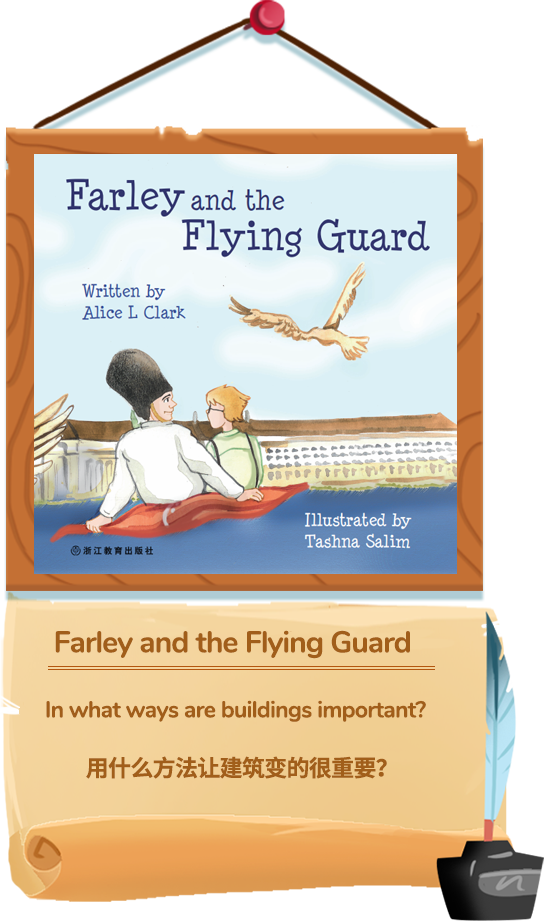 Farley and the
Flying Guard
Written by
Alice L Clark
Illustrated by
Tashna Salim
浙江教育出版社
Farley and the Flying Guard
In what ways are buildings important?
用什么方法让建筑变的很重要?